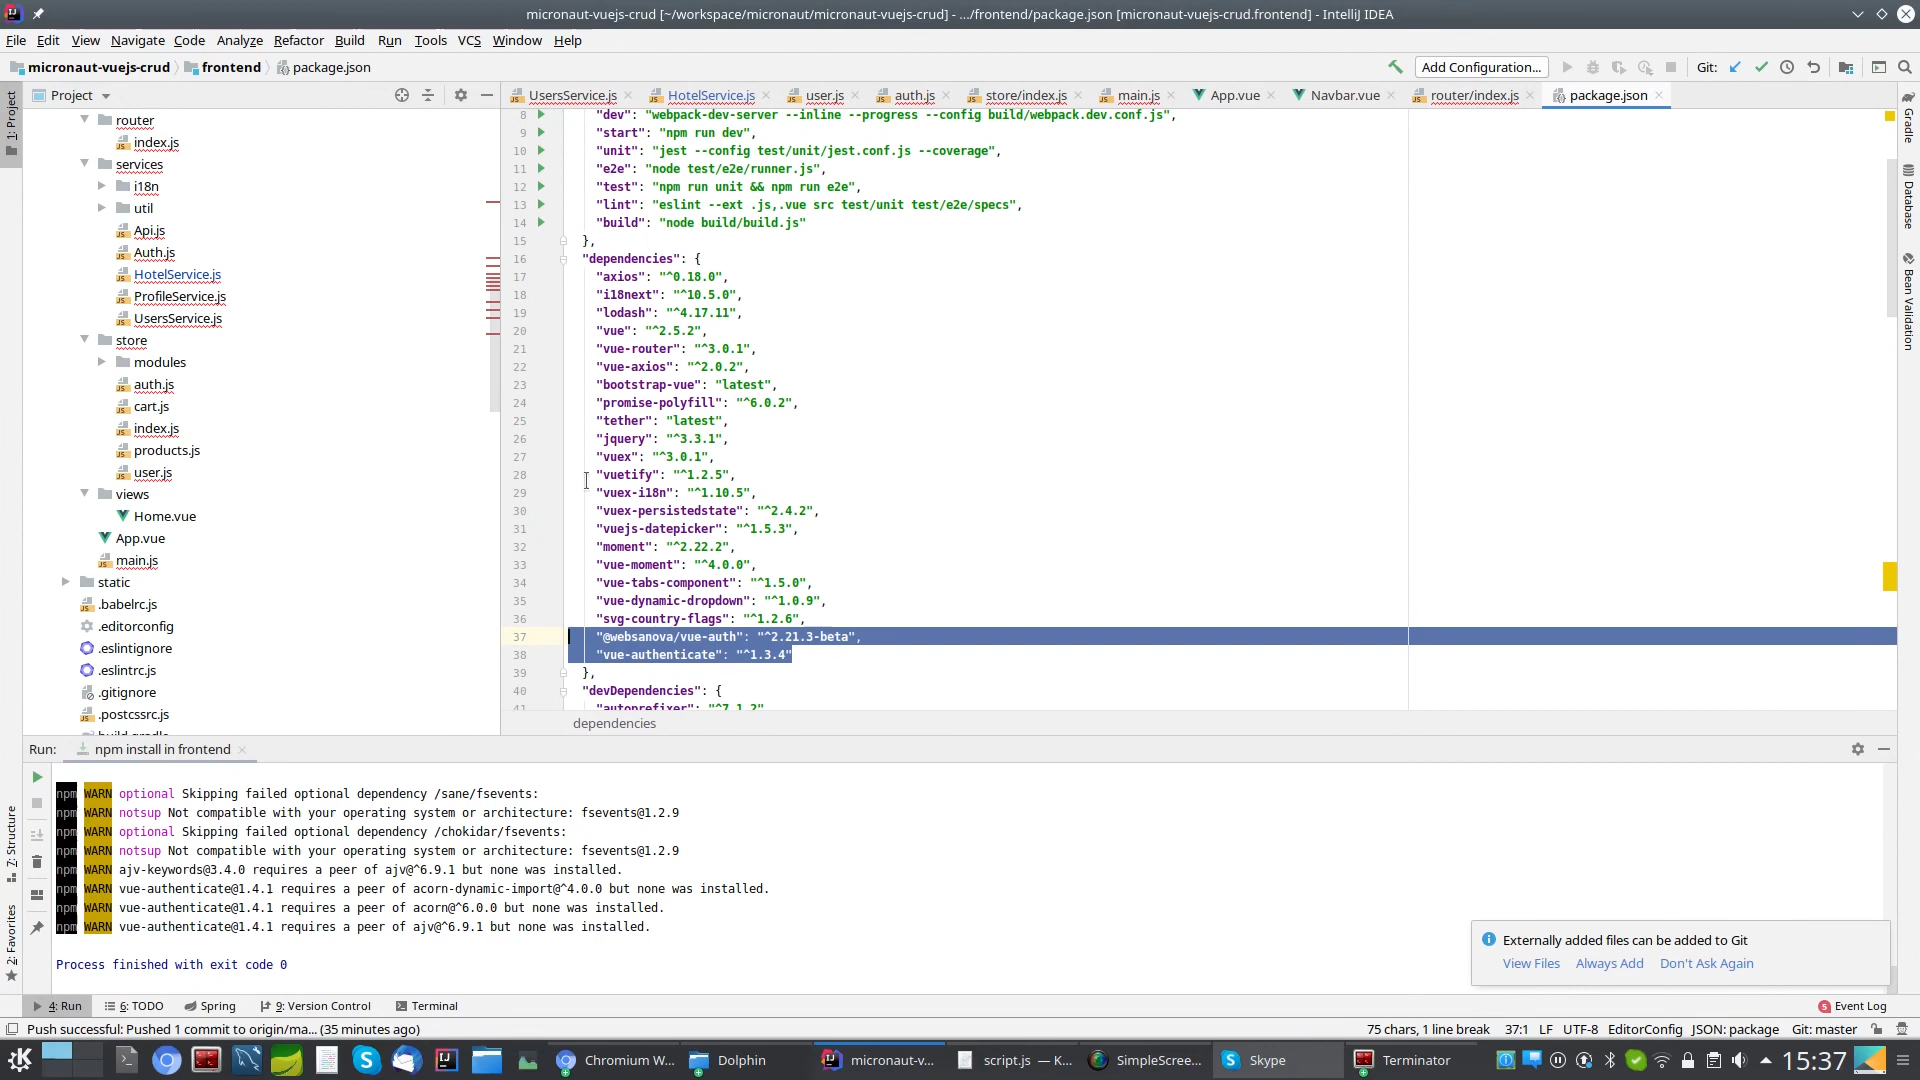 micronaut-vuejs-crud [~/workspace/micronaut/micronaut-vuejs-crud] - .../frontend/package.json [micronaut-vuejs-crud.frontend] - IntelliJ IDEA
File Edit View Navigate Code Analyze Refactor Build Run Tools VCS Window Help
micronaut-vuejs-crud frontend package.json Add Configuration... Git:
Project
UsersService.js HotelService.js user.js auth.js store/index.js main.js App.vue Navbar.vue router/index.js package.json
1: Project
router
index.js
services
i18n
util
Api.js
Auth.js
HotelService.js
ProfileService.js
UsersService.js
store
modules
auth.js
cart.js
index.js
products.js
user.js
views
Home.vue
App.vue
main.js
static
.babelrc.js
.editorconfig
.eslintignore
.eslintrc.js
.gitignore
.postcssrc.js
build.gradle
8 "dev": "webpack-dev-server --inline --progress --config build/webpack.dev.conf.js",
9 "start": "npm run dev",
10 "unit": "jest --config test/unit/jest.conf.js --coverage",
11 "e2e": "node test/e2e/runner.js",
12 "test": "npm run unit && npm run e2e",
13 "lint": "eslint --ext .js,.vue src test/unit test/e2e/specs",
14 "build": "node build/build.js"
15 },
16 "dependencies": {
17 "axios": "^0.18.0",
18 "i18next": "^10.5.0",
19 "lodash": "^4.17.11",
20 "vue": "^2.5.2",
21 "vue-router": "^3.0.1",
22 "vue-axios": "^2.0.2",
23 "bootstrap-vue": "latest",
24 "promise-polyfill": "^6.0.2",
25 "tether": "latest",
26 "jquery": "^3.3.1",
27 "vuex": "^3.0.1",
28 "vuetify": "^1.2.5",
29 "vuex-i18n": "^1.10.5",
30 "vuex-persistedstate": "^2.4.2",
31 "vuejs-datepicker": "^1.5.3",
32 "moment": "^2.22.2",
33 "vue-moment": "^4.0.0",
34 "vue-tabs-component": "^1.5.0",
35 "vue-dynamic-dropdown": "^1.0.9",
36 "svg-country-flags": "^1.2.6",
37 "@websanova/vue-auth": "^2.21.3-beta",
38 "vue-authenticate": "^1.3.4"
39 },
40 "devDependencies": {
41 "autoprefixer": "^7.1.2"
dependencies
Gradle
Database
Bean Validation
Run: npm install in frontend
npm WARN optional Skipping failed optional dependency /sane/fsevents:
npm WARN notsup Not compatible with your operating system or architecture: fsevents@1.2.9
npm WARN optional Skipping failed optional dependency /chokidar/fsevents:
npm WARN notsup Not compatible with your operating system or architecture: fsevents@1.2.9
npm WARN ajv-keywords@3.4.0 requires a peer of ajv@^6.9.1 but none was installed.
npm WARN vue-authenticate@1.4.1 requires a peer of acorn-dynamic-import@^4.0.0 but none was installed.
npm WARN vue-authenticate@1.4.1 requires a peer of acorn@^6.0.0 but none was installed.
npm WARN vue-authenticate@1.4.1 requires a peer of ajv@^6.9.1 but none was installed.
Process finished with exit code 0
7: Structure
2: Favorites
Externally added files can be added to Git
View Files Always Add Don't Ask Again
4: Run 6: TODO Spring 9: Version Control Terminal 5 Event Log
Push successful: Pushed 1 commit to origin/ma... (35 minutes ago) 75 chars, 1 line break 37:1 LF UTF-8 EditorConfig JSON: package Git: master
Chromium W... Dolphin micronaut-v... script.js — K... SimpleScree... Skype Terminator 15:37